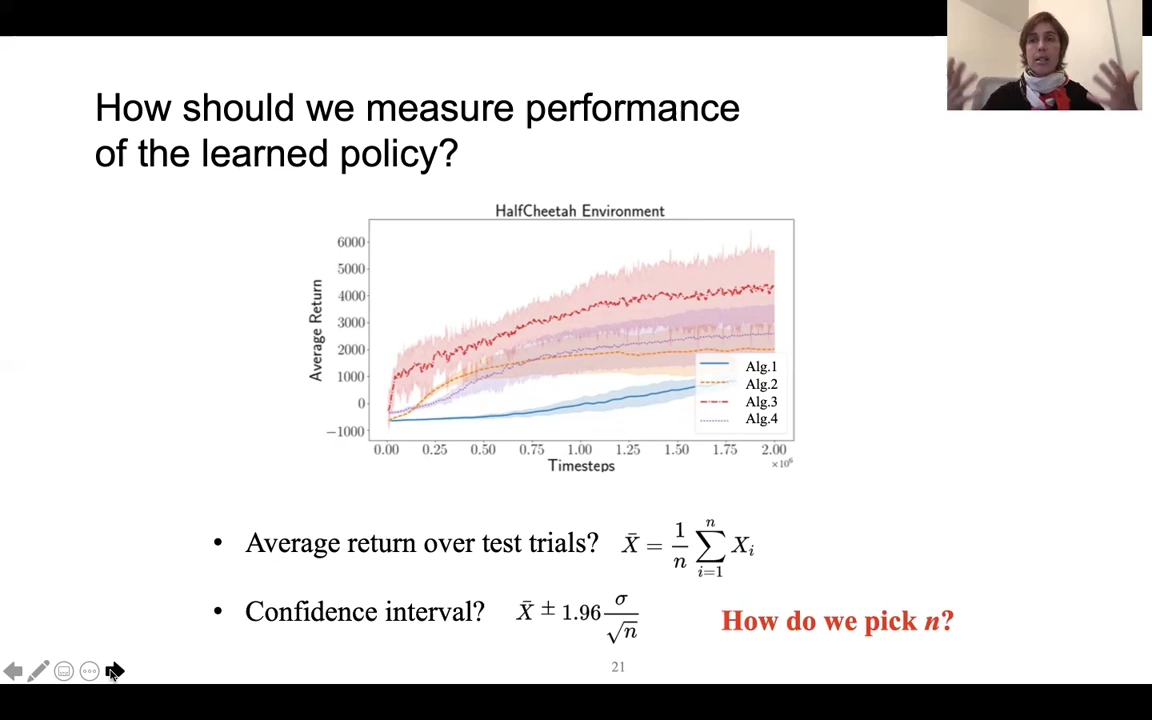 How should we measure performance
of the learned policy?
HalfCheetah Environment
Average Return
6000
5000
4000
3000
2000
1000
0
−1000
Alg.1
Alg.2
Alg.3
Alg.4
0.00 0.25 0.50 0.75 1.00 1.25 1.50 1.75 2.00
×10⁶
Timesteps
• Average return over test trials? X̄ = 1/n ∑ⁿᵢ₌₁ Xᵢ
• Confidence interval? X̄ ± 1.96 σ/√n
How do we pick n?
21